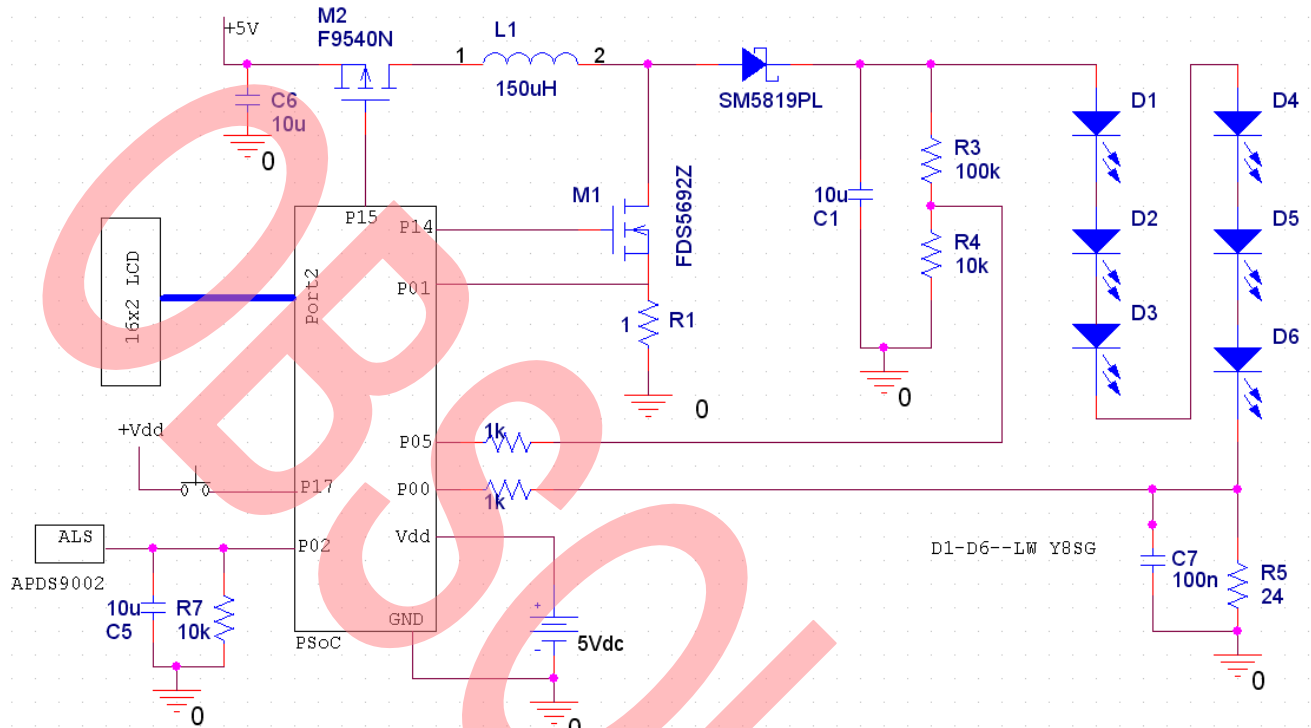 +5V
M2
F9540N
L1
1
2
150uH
SM5819PL
C6
10u
0
D1
D4
R3
100k
M1
FDS5692Z
10u
C1
D2
D5
R4
10k
P15
P14
16x2 LCD
Port2
P01
1
R1
D3
D6
0
0
+Vdd
1k
P05
P17
P00
1k
ALS
APDS9002
P02
Vdd
D1-D6--LW Y8SG
C7
100n
R5
24
10u
C5
R7
10k
GND
PSoC
+
-
5Vdc
0
0
0
OBSOL